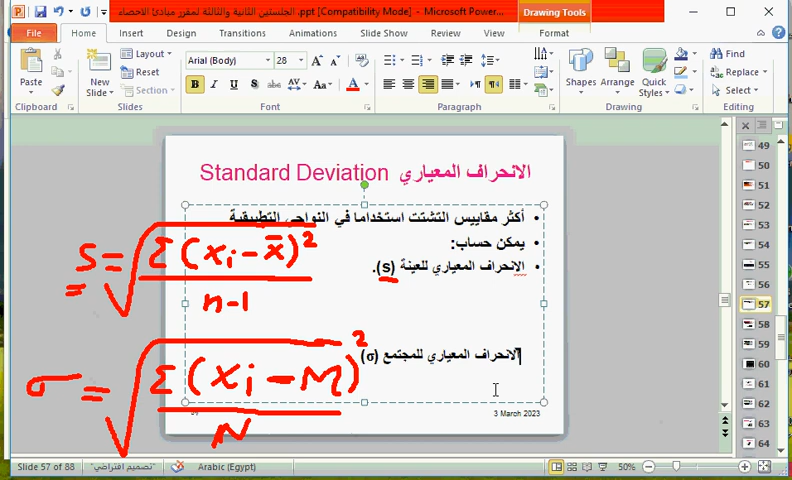 الجلستين الثانية والثالثة لمقرر مبادئ الاحصاء .ppt [Compatibility Mode] - Microsoft Power...
Drawing Tools
File Home Insert Design Transitions Animations Slide Show Review View Format
Paste
Clipboard
New Slide
Layout
Reset
Section
Slides
Arial (Body) 28
B I U S abc AV Aa A
Font
Paragraph
Shapes Arrange Quick Styles
Drawing
Find
Replace
Select
Editing
الانحراف المعياري Standard Deviation
• أكثر مقاييس التشتت استخداما في النواحي التطبيقية
• يمكن حساب:
• الانحراف المعياري للعينة (s).
S = √ Σ(xi - x̄)²
n-1
الانحراف المعياري للمجتمع (σ)
σ = √ Σ(xi - M)²
N
3 March 2023
49
50
51
52
53
54
55
56
57
58
59
60
61
62
63
64
Slide 57 of 88 "تصميم افتراضي" Arabic (Egypt) 50%